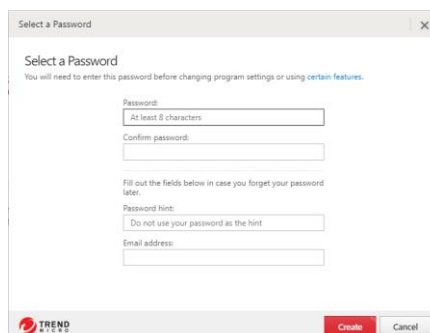 Select a Password
Select a Password
You will need to enter this password before changing program settings or using certain features.
Password:
At least 8 characters
Confirm password:
Fill out the fields below in case you forget your password
later.
Password hint:
Do not use your password as the hint
Email address:
TREND
MICRO
Create
Cancel